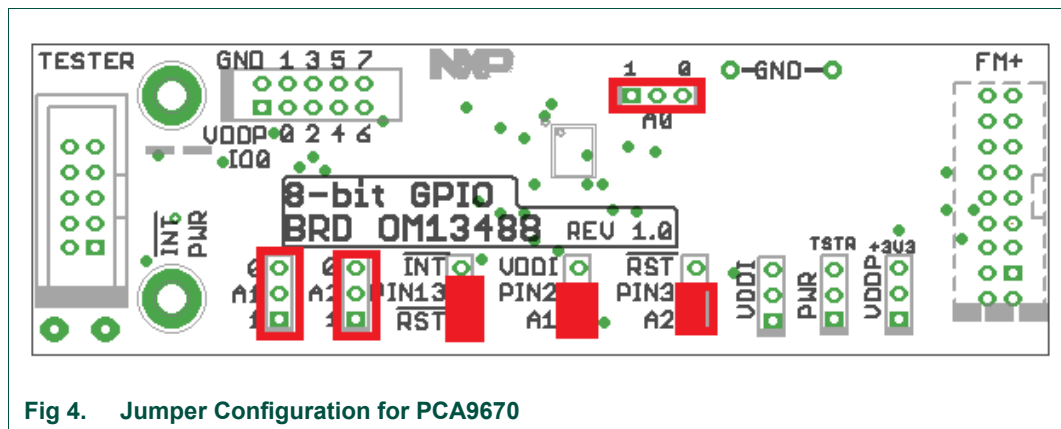 TESTER GND 1 3 5 7 NXP 1 0 GND FM+
A0
VDDP 0 2 4 6
IO0
INT
PWR
8-bit GPIO
BRD OM13488 REV 1.0
0 0 INT VDDI RST TSTR +3V3
A1 A2 PIN13 PIN2 PIN3 VDDI PWR VDDP
1 1 RST A1 A2
Fig 4. Jumper Configuration for PCA9670